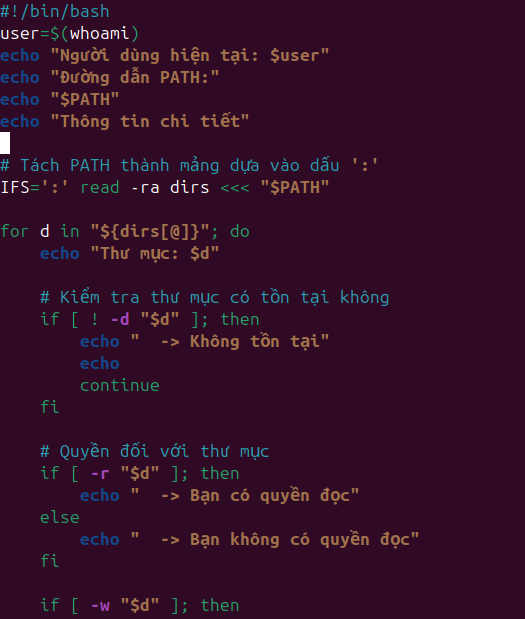 #!/bin/bash
user=$(whoami)
echo "Người dùng hiện tại: $user"
echo "Đường dẫn PATH:"
echo "$PATH"
echo "Thông tin chi tiết"
# Tách PATH thành mảng dựa vào dấu ':'
IFS=':' read -ra dirs <<< "$PATH"
for d in "${dirs[@]}"; do
    echo "Thư mục: $d"
    # Kiểm tra thư mục có tồn tại không
    if [ ! -d "$d" ]; then
        echo "  -> Không tồn tại"
        echo
        continue
    fi
    # Quyền đối với thư mục
    if [ -r "$d" ]; then
        echo "  -> Bạn có quyền đọc"
    else
        echo "  -> Bạn không có quyền đọc"
    fi
    if [ -w "$d" ]; then